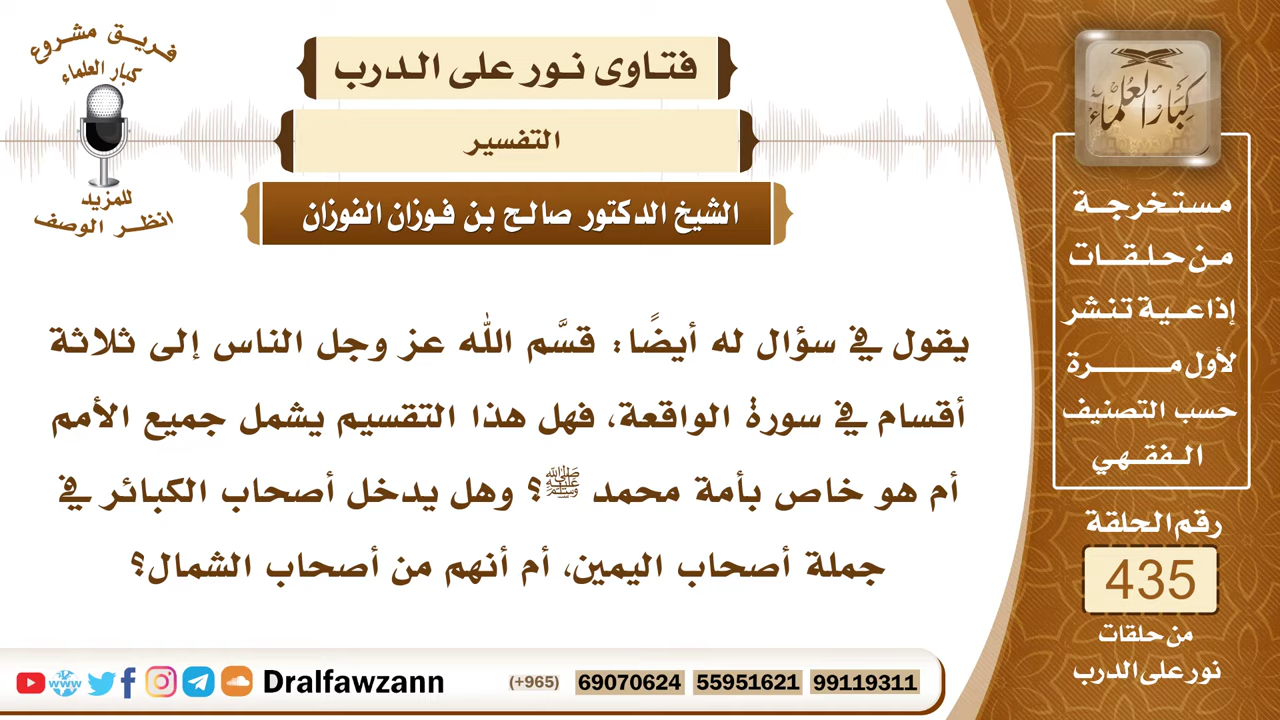 فريق مشروع
كبار العلماء
للمزيد
انظر الوصف
فتاوى نور على الدرب
التفسير
الشيخ الدكتور صالح بن فوزان الفوزان
يقول في سؤال له أيضًا: قسَّم الله عز وجل الناس إلى ثلاثة
أقسام في سورة الواقعة، فهل هذا التقسيم يشمل جميع الأمم
أم هو خاص بأمة محمد ﷺ؟ وهل يدخل أصحاب الكبائر في
جملة أصحاب اليمين، أم أنهم من أصحاب الشمال؟
كِبَارُ العُلَمَاء
مستخرجة
من حلقات
إذاعية تنشر
لأول مرة
حسب التصنيف
الفقهي
رقم الحلقة
435
من حلقات
نور على الدرب
www
Dralfawzann
(+965) 69070624 55951621 99119311